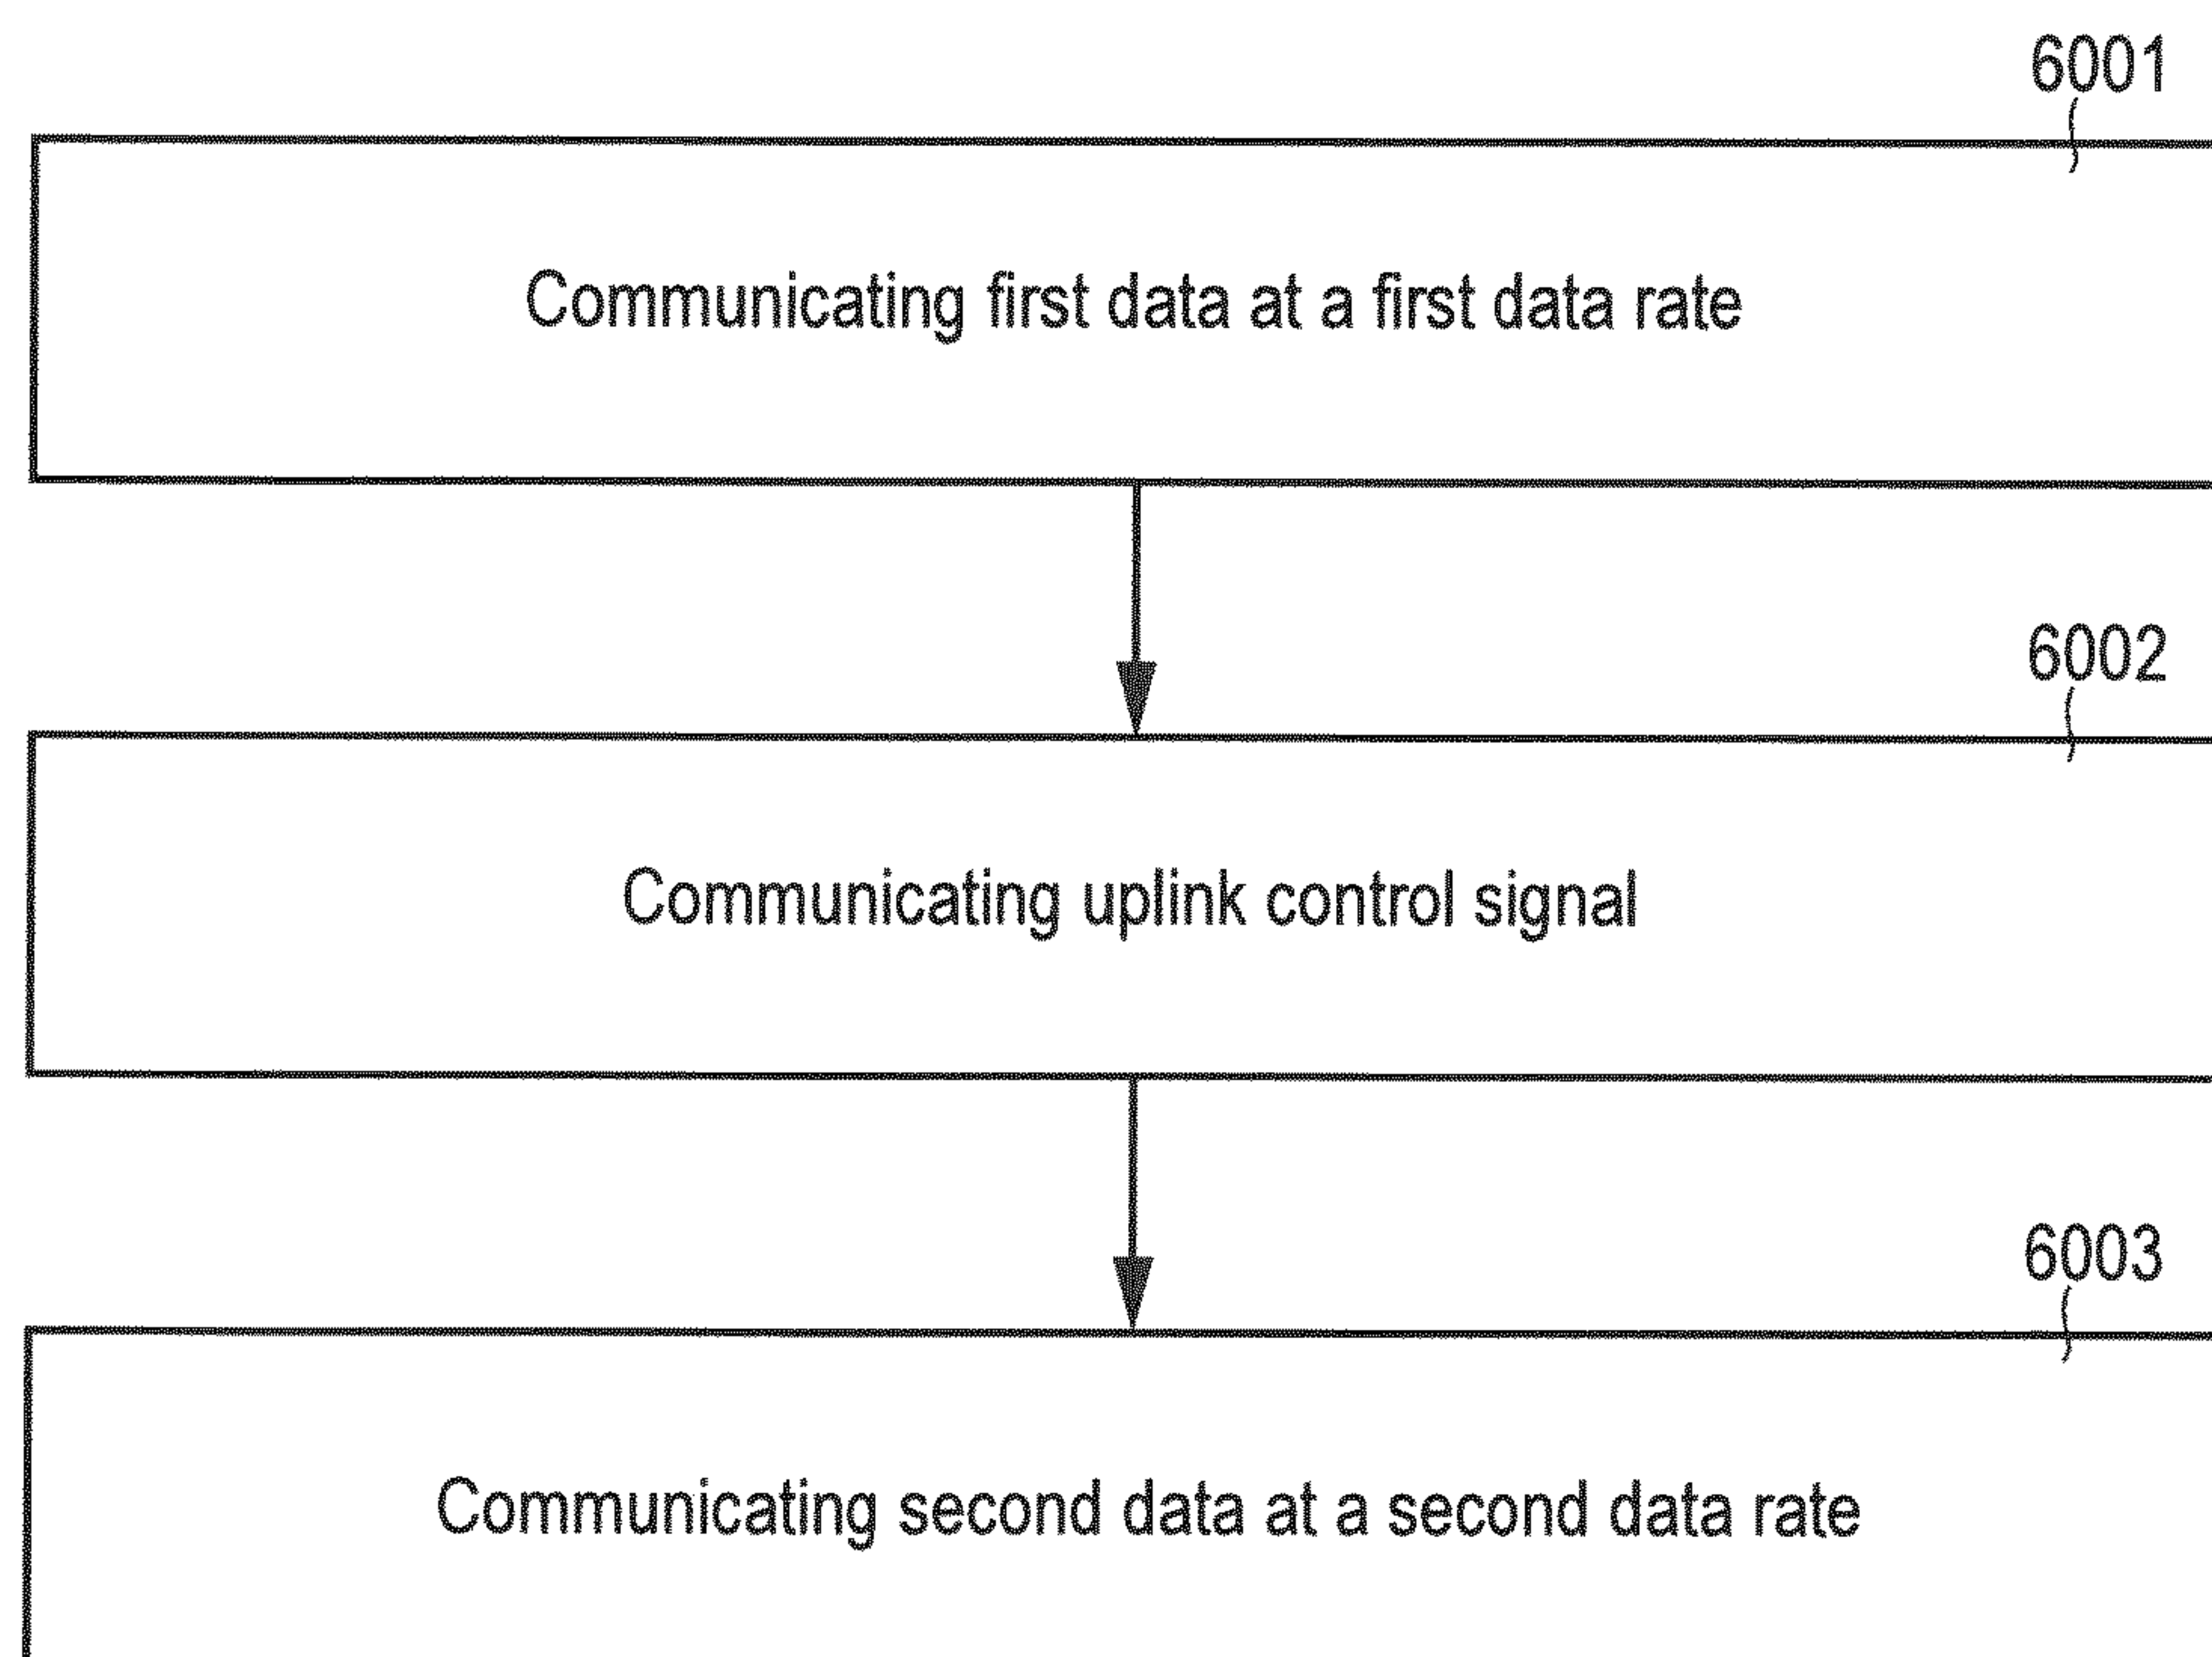 6001
Communicating first data at a first data rate
6002
Communicating uplink control signal
6003
Communicating second data at a second data rate